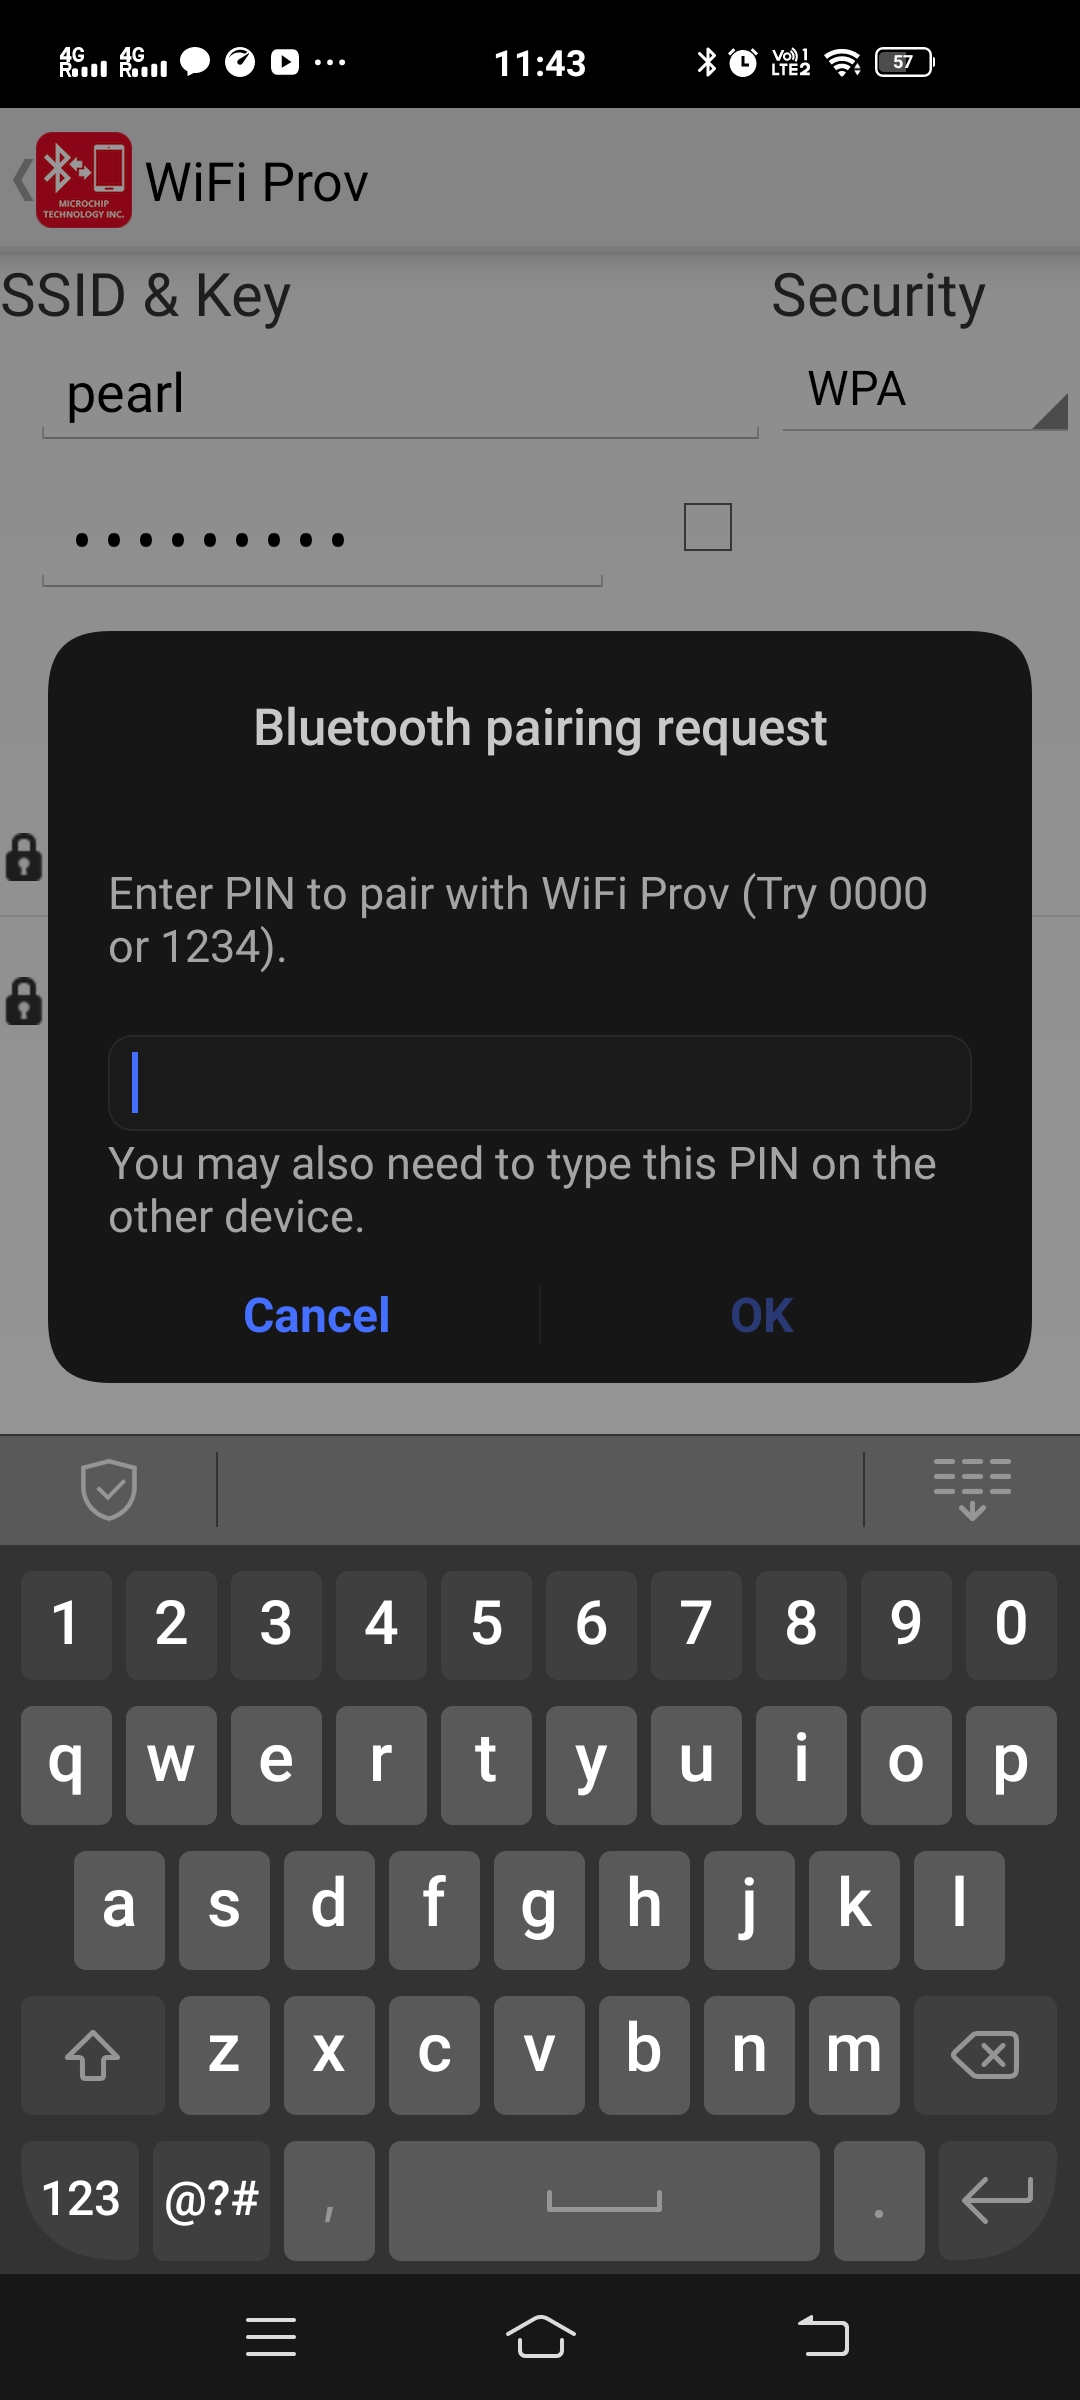 4G R 4G R 11:43 Vo)) 1 LTE2 57
MICROCHIP
TECHNOLOGY INC.
WiFi Prov
SSID & Key Security
pearl WPA
•••••••••
Bluetooth pairing request
Enter PIN to pair with WiFi Prov (Try 0000
or 1234).
You may also need to type this PIN on the
other device.
Cancel OK
1 2 3 4 5 6 7 8 9 0
q w e r t y u i o p
a s d f g h j k l
z x c v b n m
123 @?# , .